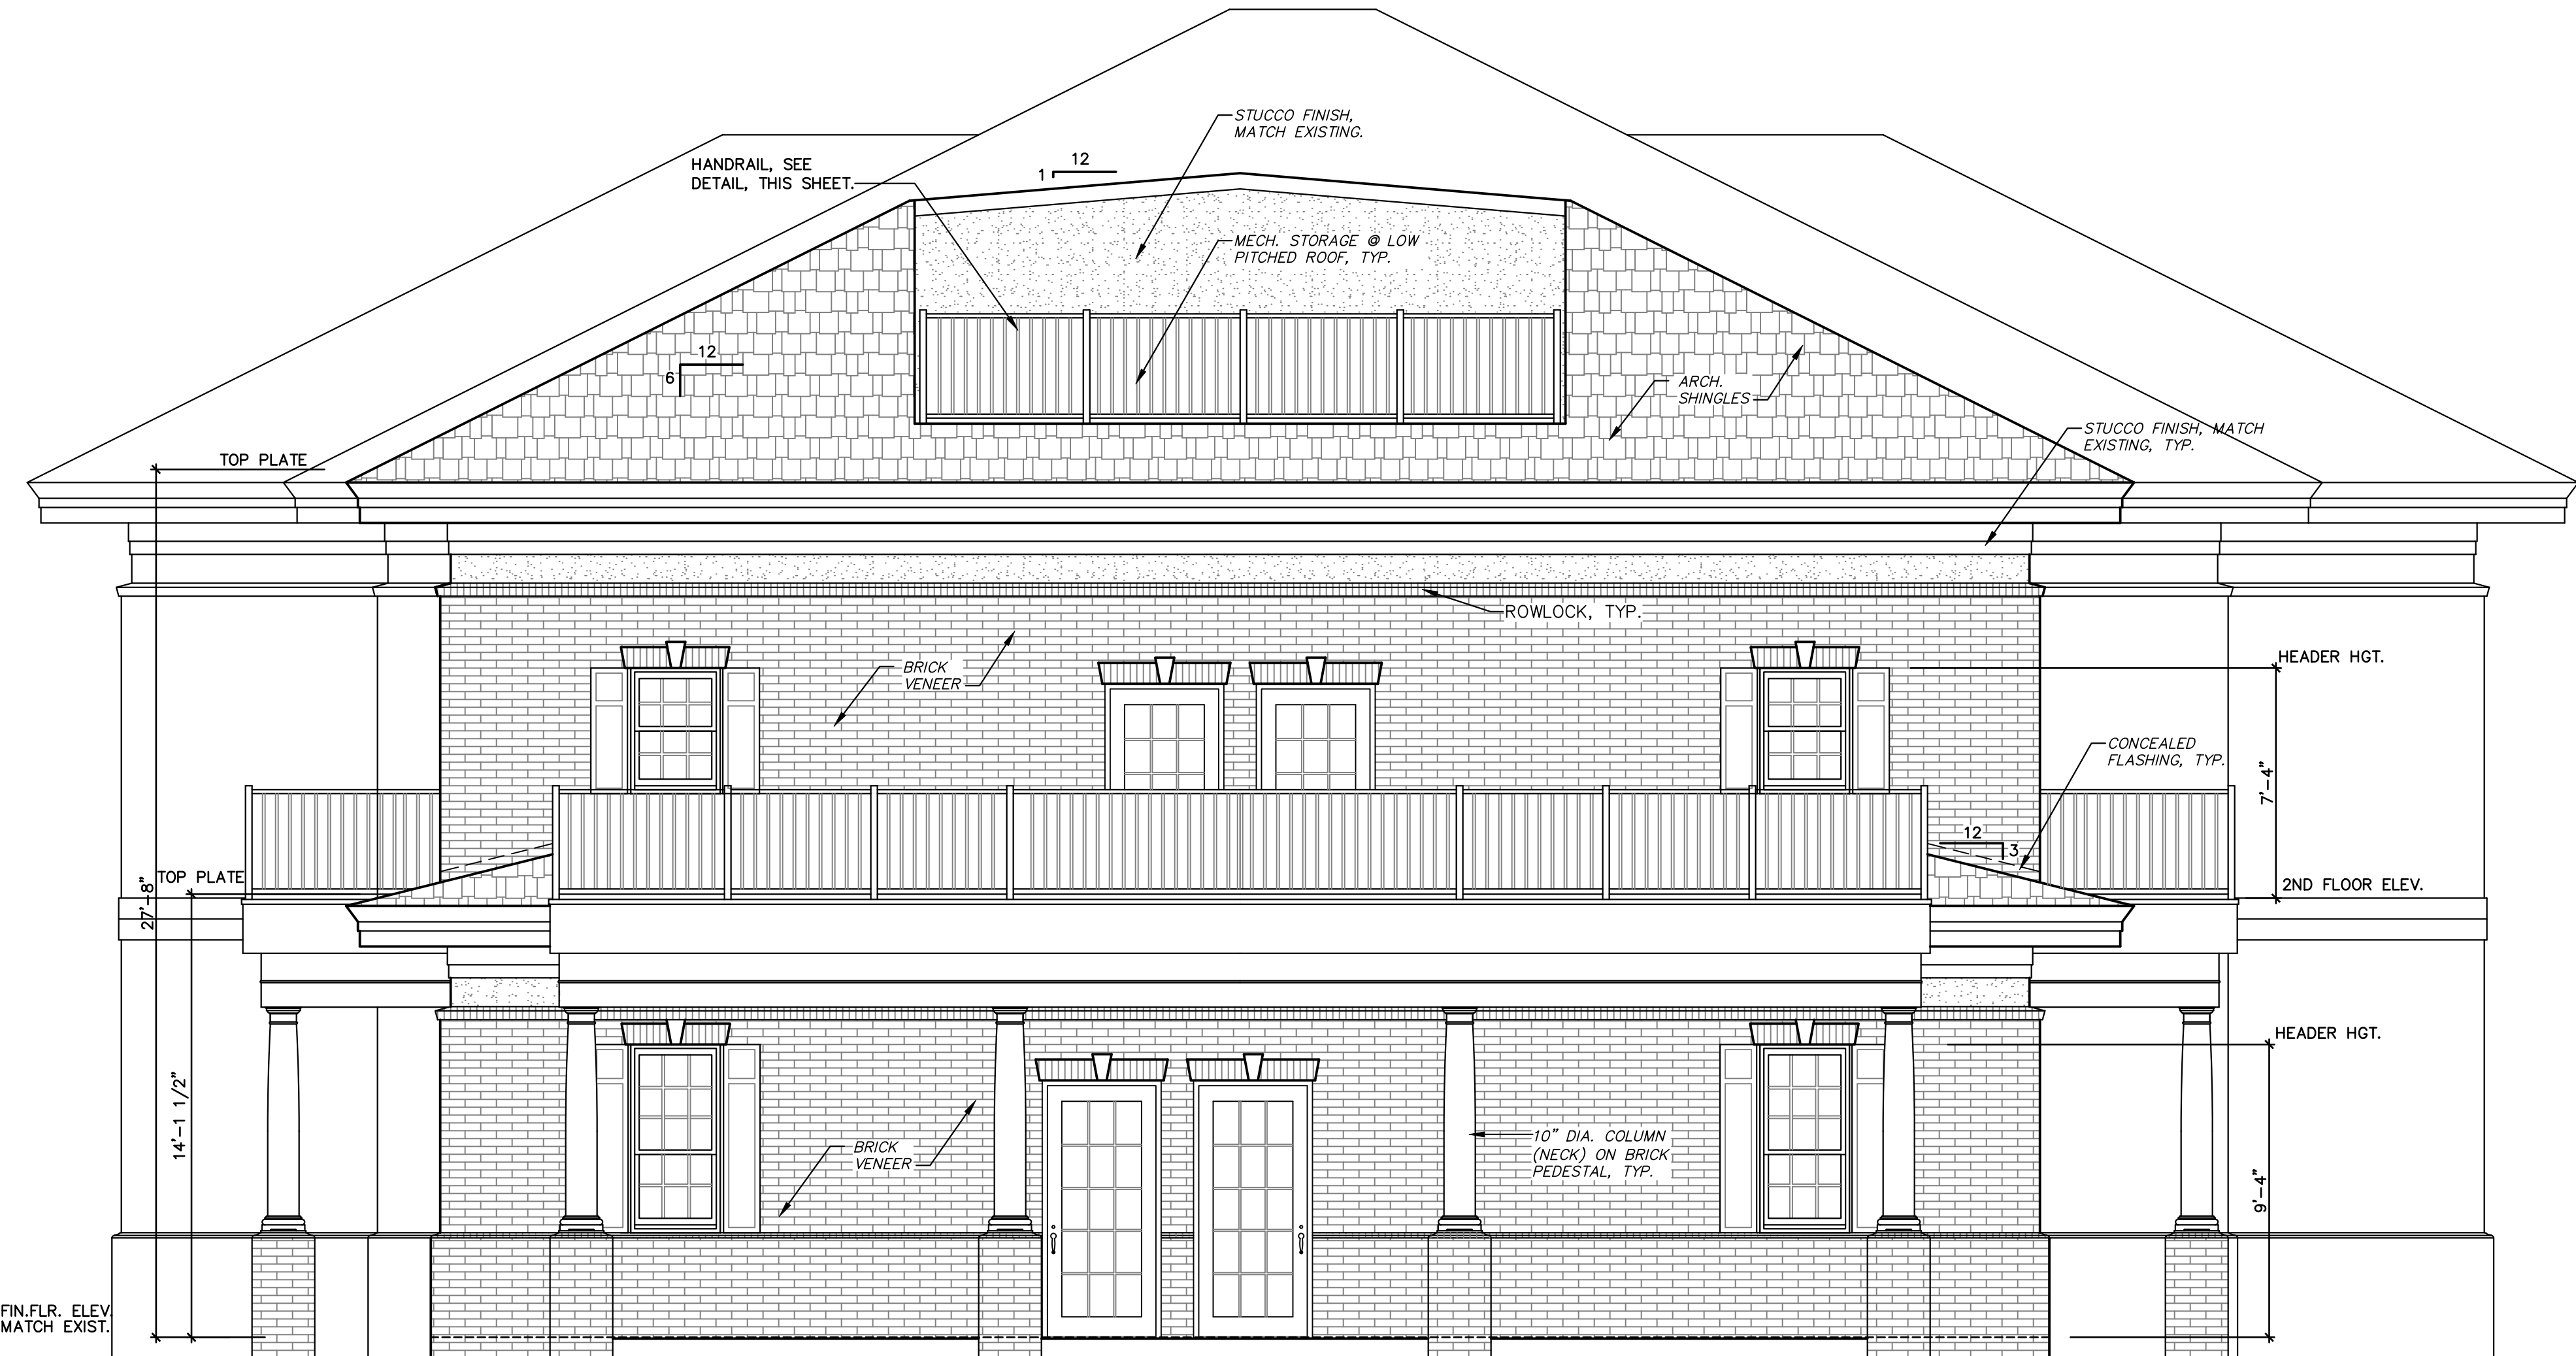 STUCCO FINISH,
MATCH EXISTING.
HANDRAIL, SEE
DETAIL, THIS SHEET.
12
1
MECH. STORAGE @ LOW
PITCHED ROOF, TYP.
12
6
ARCH.
SHINGLES
STUCCO FINISH, MATCH
EXISTING, TYP.
TOP PLATE
ROWLOCK, TYP.
HEADER HGT.
BRICK
VENEER
CONCEALED
FLASHING, TYP.
7'-4"
12
3
TOP PLATE
27'-8"
2ND FLOOR ELEV.
HEADER HGT.
14'-1 1/2"
BRICK
VENEER
10" DIA. COLUMN
(NECK) ON BRICK
PEDESTAL, TYP.
9'-4"
FIN.FLR. ELEV.
MATCH EXIST.